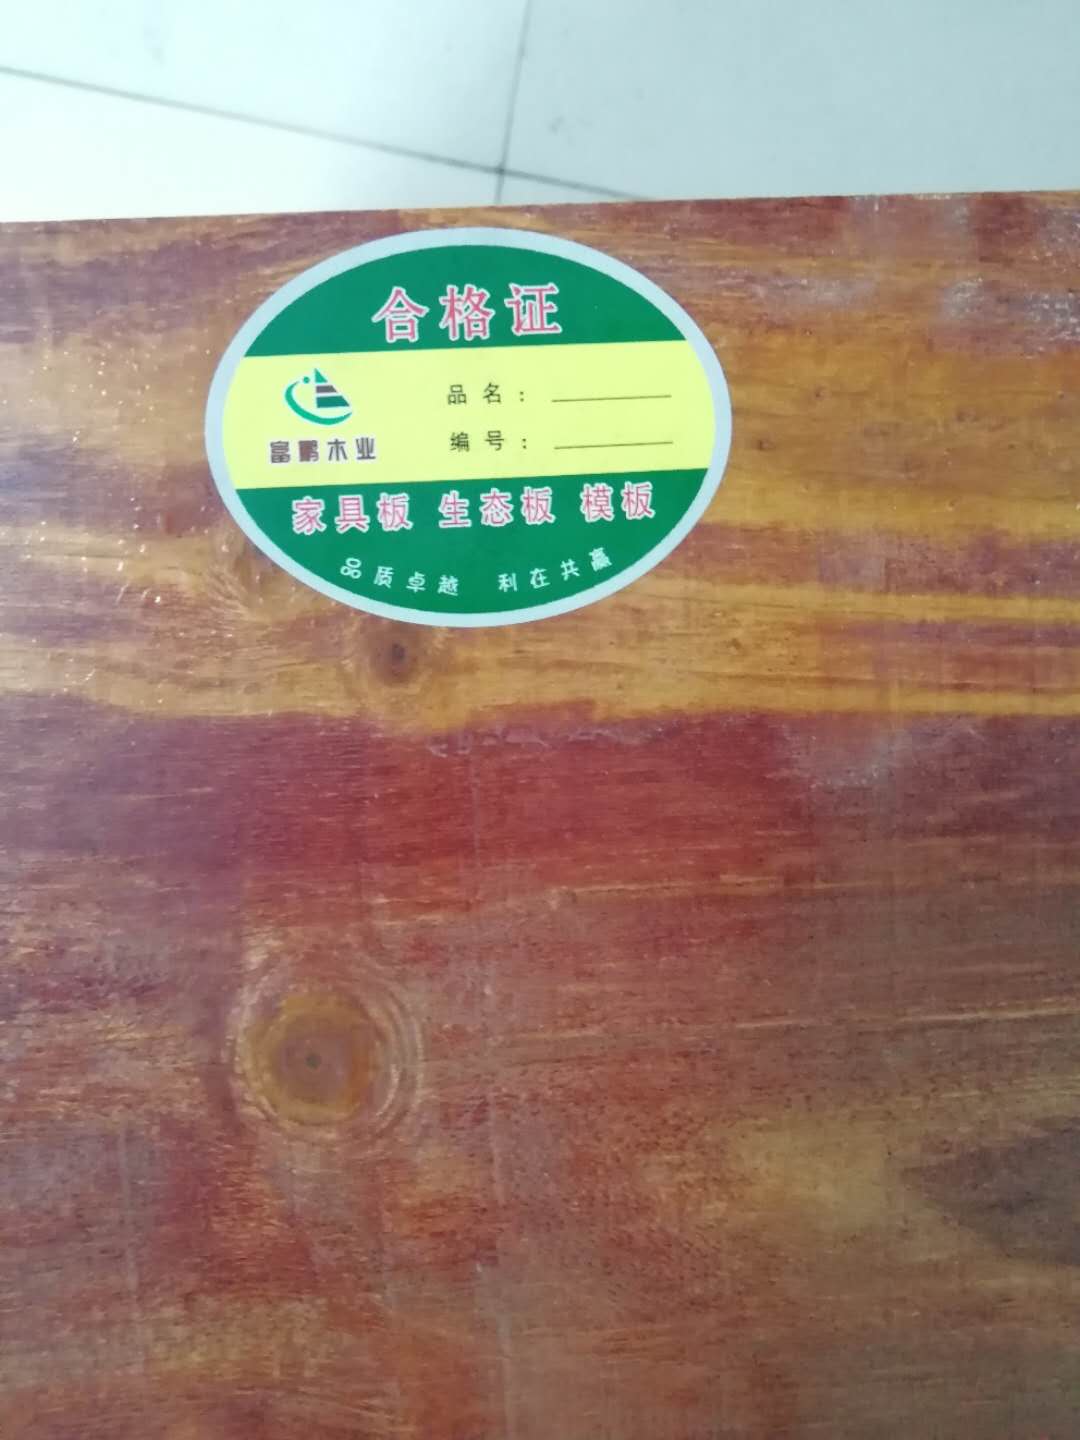 合格证
富鹏木业
品名：
编号：
家具板 生态板 模板
品质卓越 利在共赢